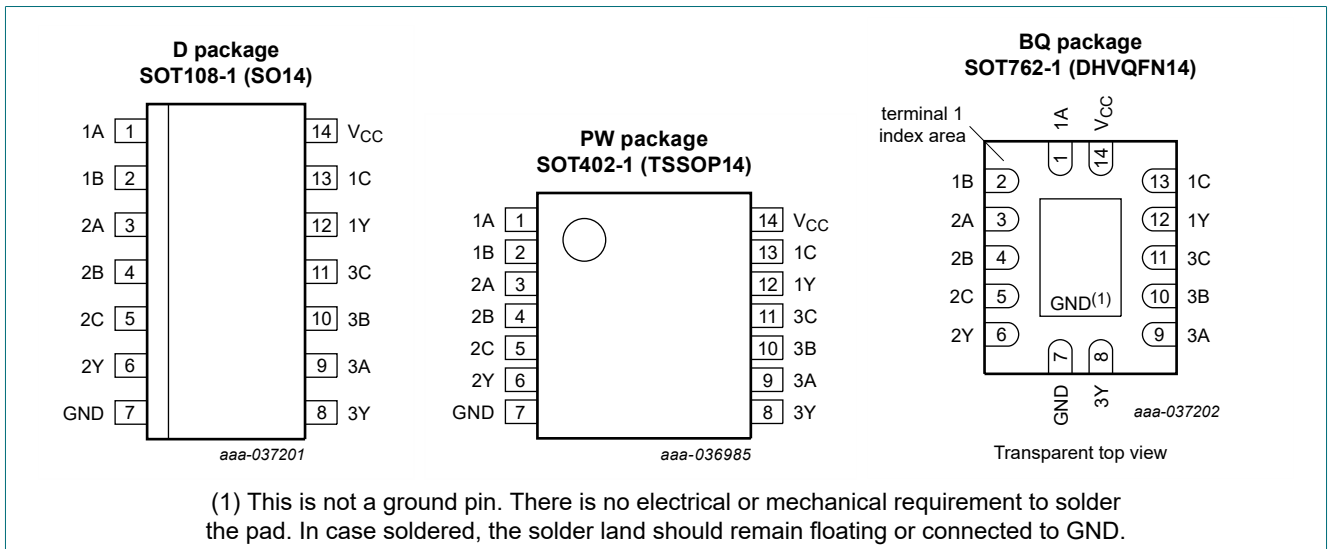 D package
SOT108-1 (SO14)
1A 1 14 VCC
1B 2 13 1C
2A 3 12 1Y
2B 4 11 3C
2C 5 10 3B
2Y 6 9 3A
GND 7 8 3Y
aaa-037201
PW package
SOT402-1 (TSSOP14)
1A 1 14 VCC
1B 2 13 1C
2A 3 12 1Y
2B 4 11 3C
2C 5 10 3B
2Y 6 9 3A
GND 7 8 3Y
aaa-036985
BQ package
SOT762-1 (DHVQFN14)
terminal 1
index area
1A VCC
1 14
1B 2 13 1C
2A 3 12 1Y
2B 4 11 3C
2C 5 10 3B
GND(1)
2Y 6 9 3A
7 8
GND 3Y
aaa-037202
Transparent top view
(1) This is not a ground pin. There is no electrical or mechanical requirement to solder
the pad. In case soldered, the solder land should remain floating or connected to GND.